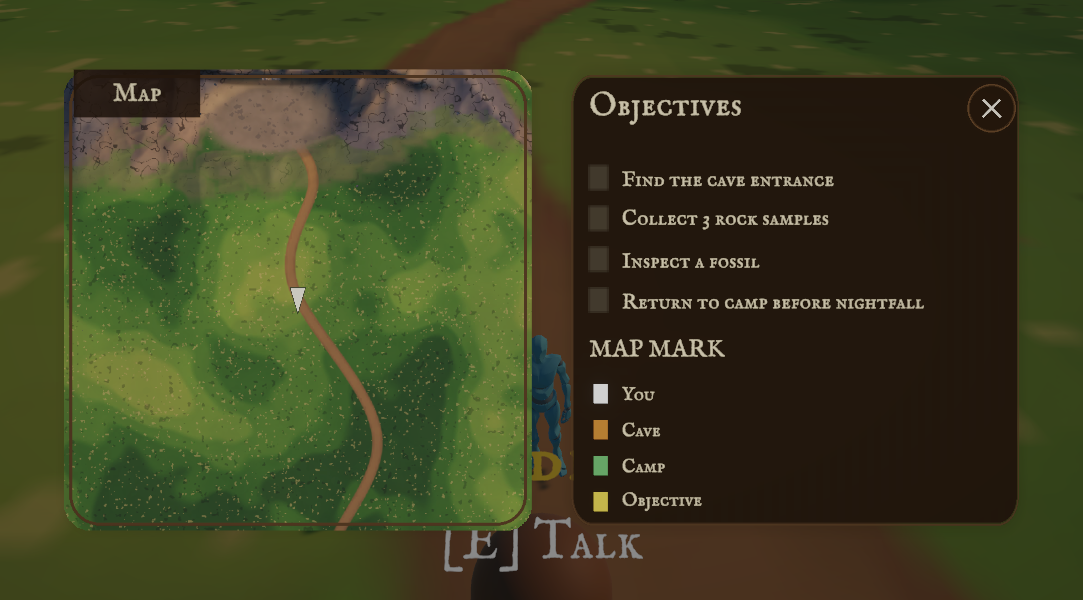 Map
Objectives
Find the cave entrance
Collect 3 rock samples
Inspect a fossil
Return to camp before nightfall
MAP MARK
You
Cave
Camp
Objective
[E] Talk